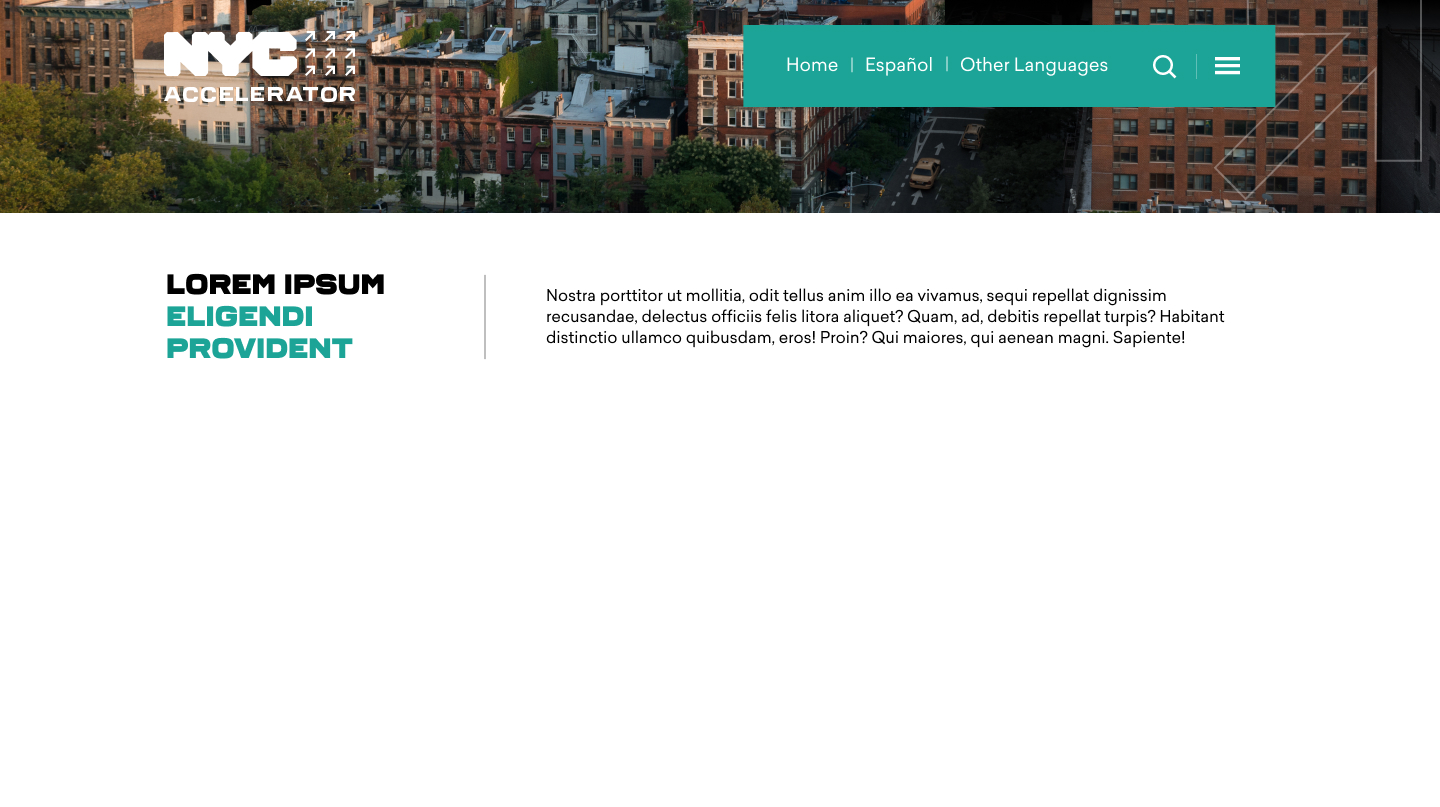 NYC
ACCELERATOR
Home | Español | Other Languages
LOREM IPSUM
ELIGENDI
PROVIDENT
Nostra porttitor ut mollitia, odit tellus anim illo ea vivamus, sequi repellat dignissim
recusandae, delectus officiis felis litora aliquet? Quam, ad, debitis repellat turpis? Habitant
distinctio ullamco quibusdam, eros! Proin? Qui maiores, qui aenean magni. Sapiente!